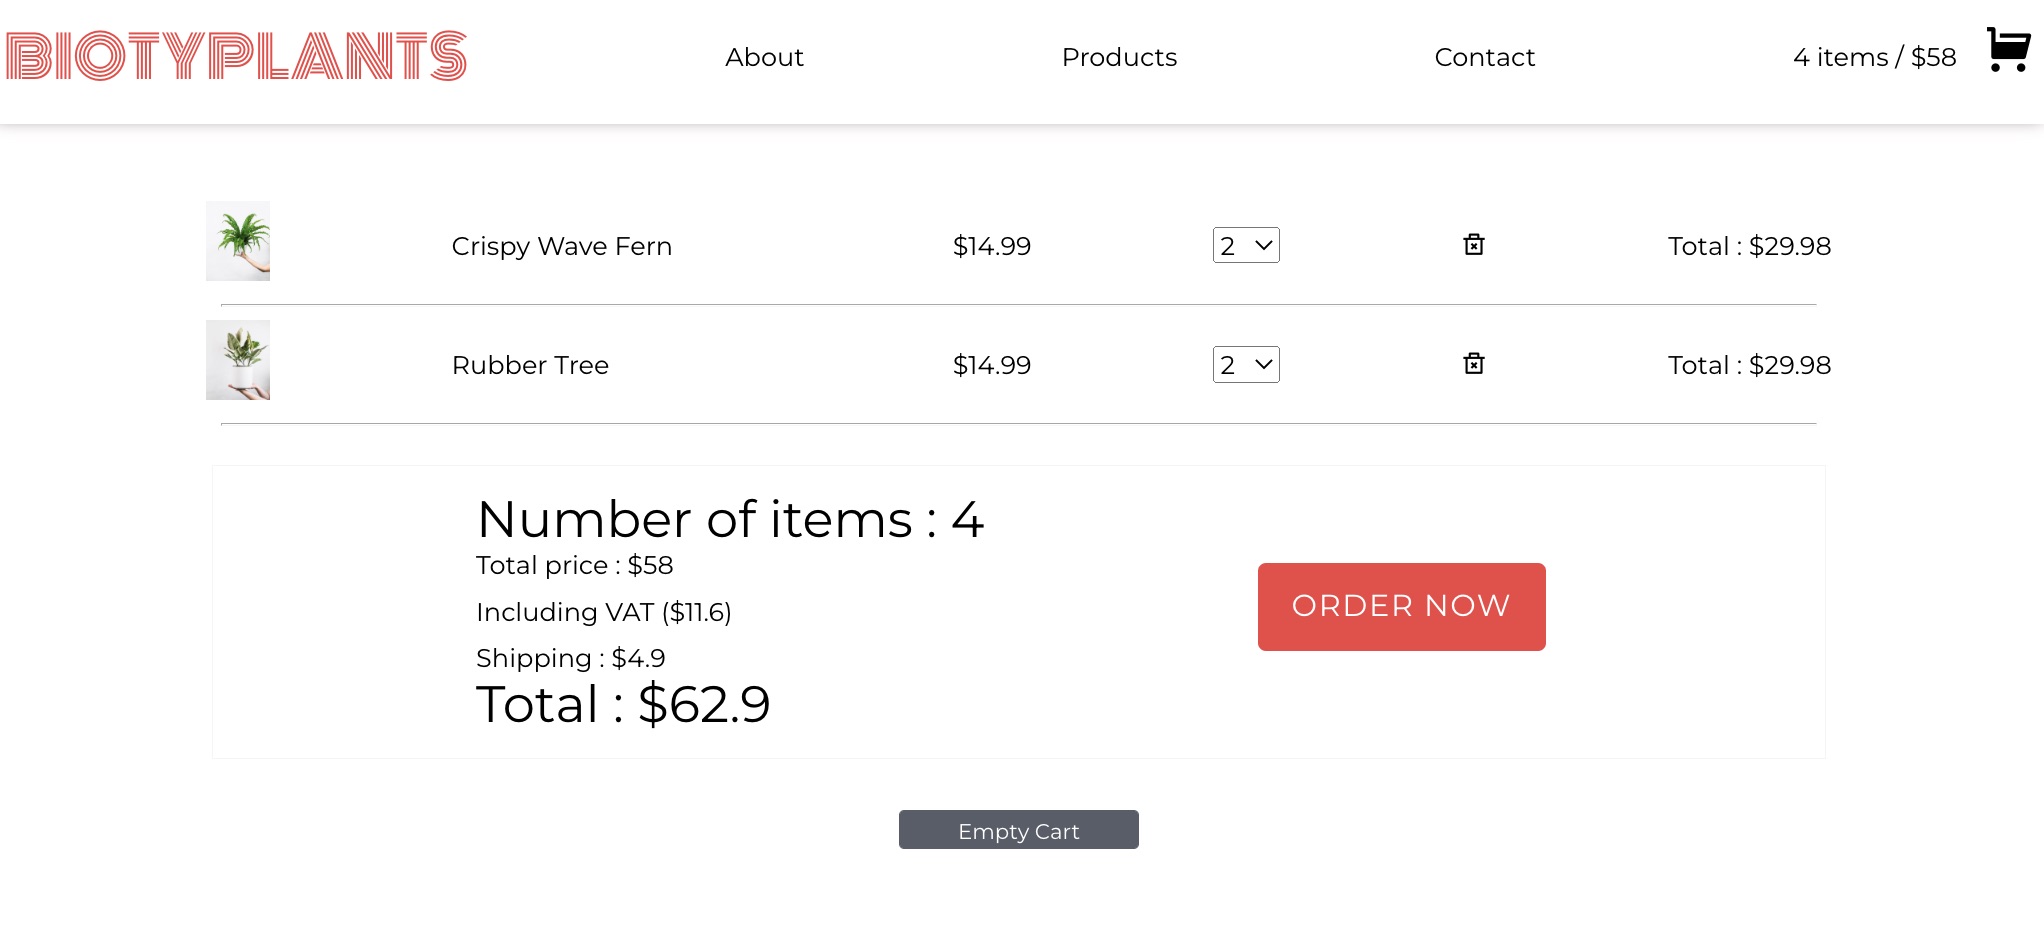 BIOTYPLANTS About Products Contact 4 items / $58
Crispy Wave Fern $14.99 2 Total : $29.98
Rubber Tree $14.99 2 Total : $29.98
Number of items : 4
Total price : $58
Including VAT ($11.6)
Shipping : $4.9
Total : $62.9
ORDER NOW
Empty Cart